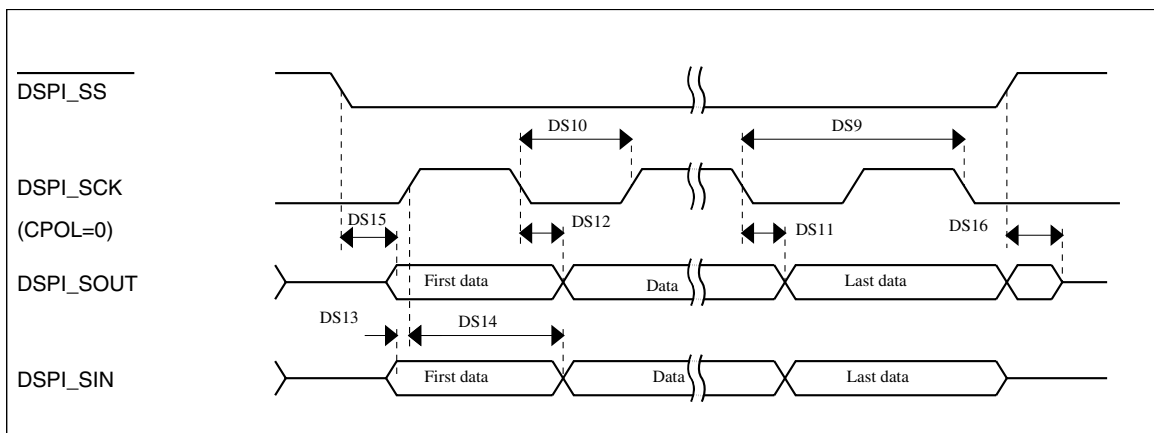 DSPI_SS
DS10
DS9
DSPI_SCK
(CPOL=0)
DS15
DS12
DS11
DS16
DSPI_SOUT
First data
Data
Last data
DS13
DS14
DSPI_SIN
First data
Data
Last data